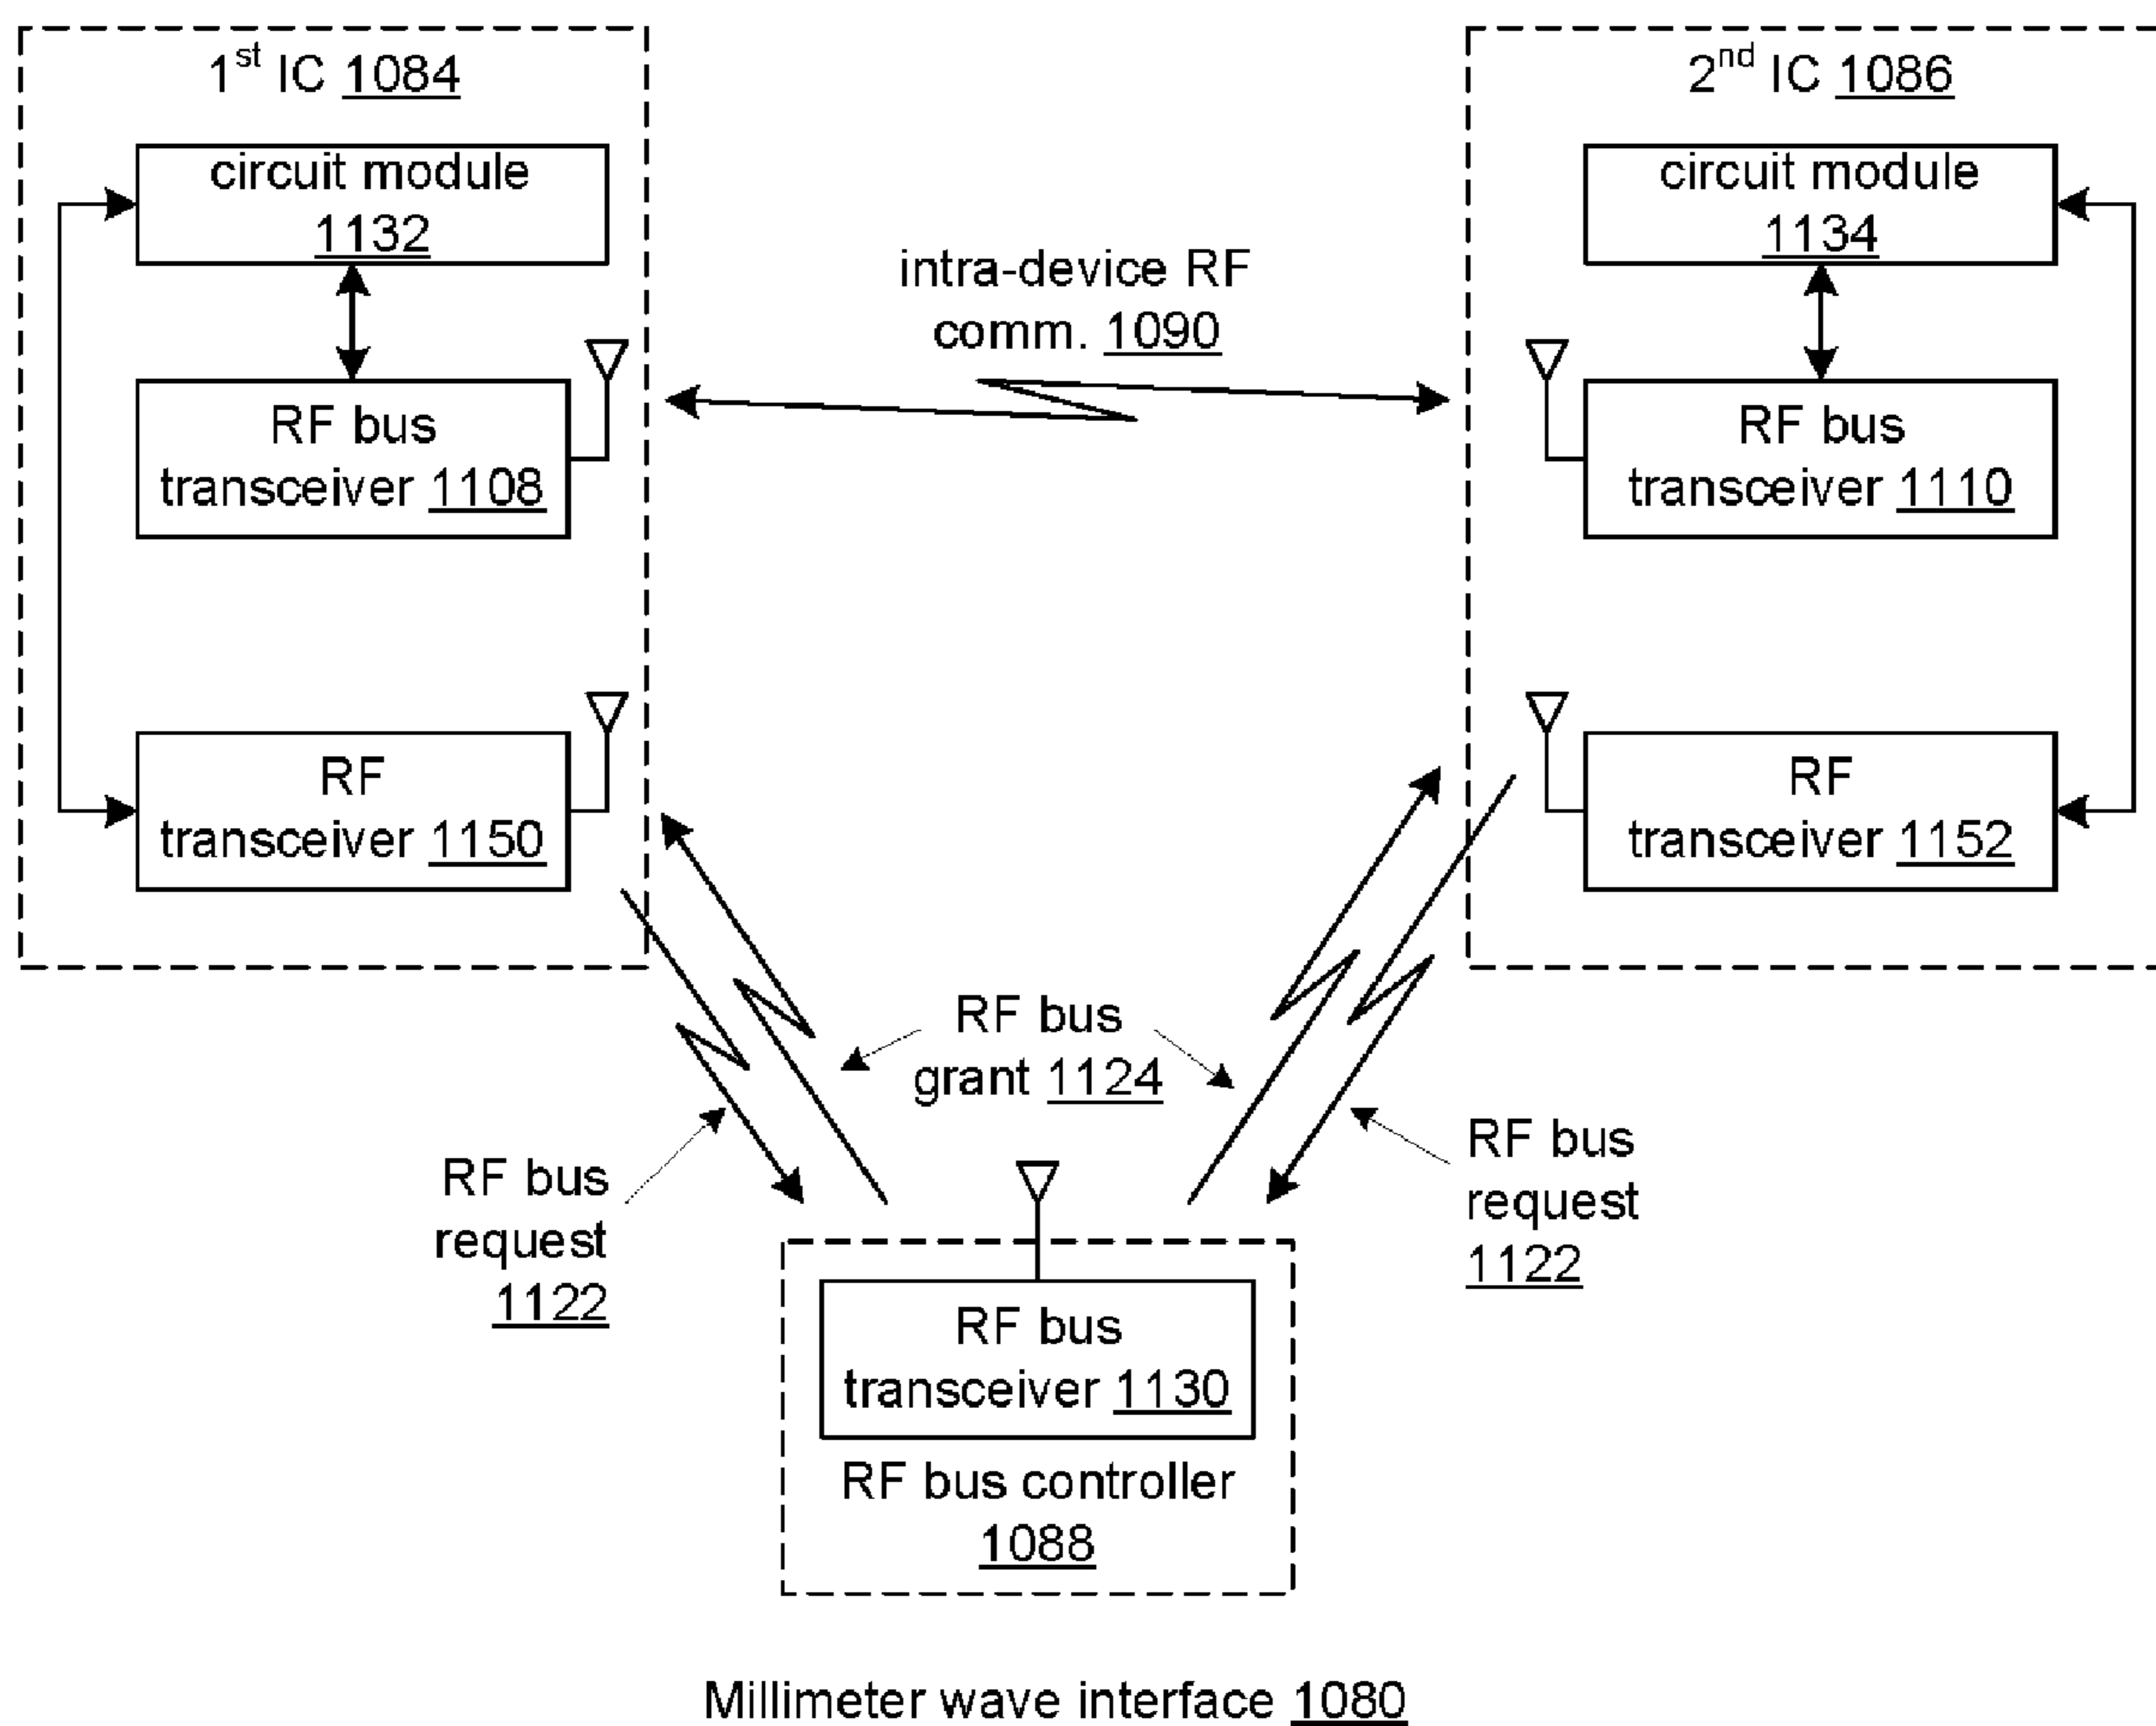 1st IC 1084
circuit module
1132
RF bus
transceiver 1108
RF
transceiver 1150
intra-device RF
comm. 1090
2nd IC 1086
circuit module
1134
RF bus
transceiver 1110
RF
transceiver 1152
RF bus
grant 1124
RF bus
request
1122
RF bus
request
1122
RF bus
transceiver 1130
RF bus controller
1088
Millimeter wave interface 1080